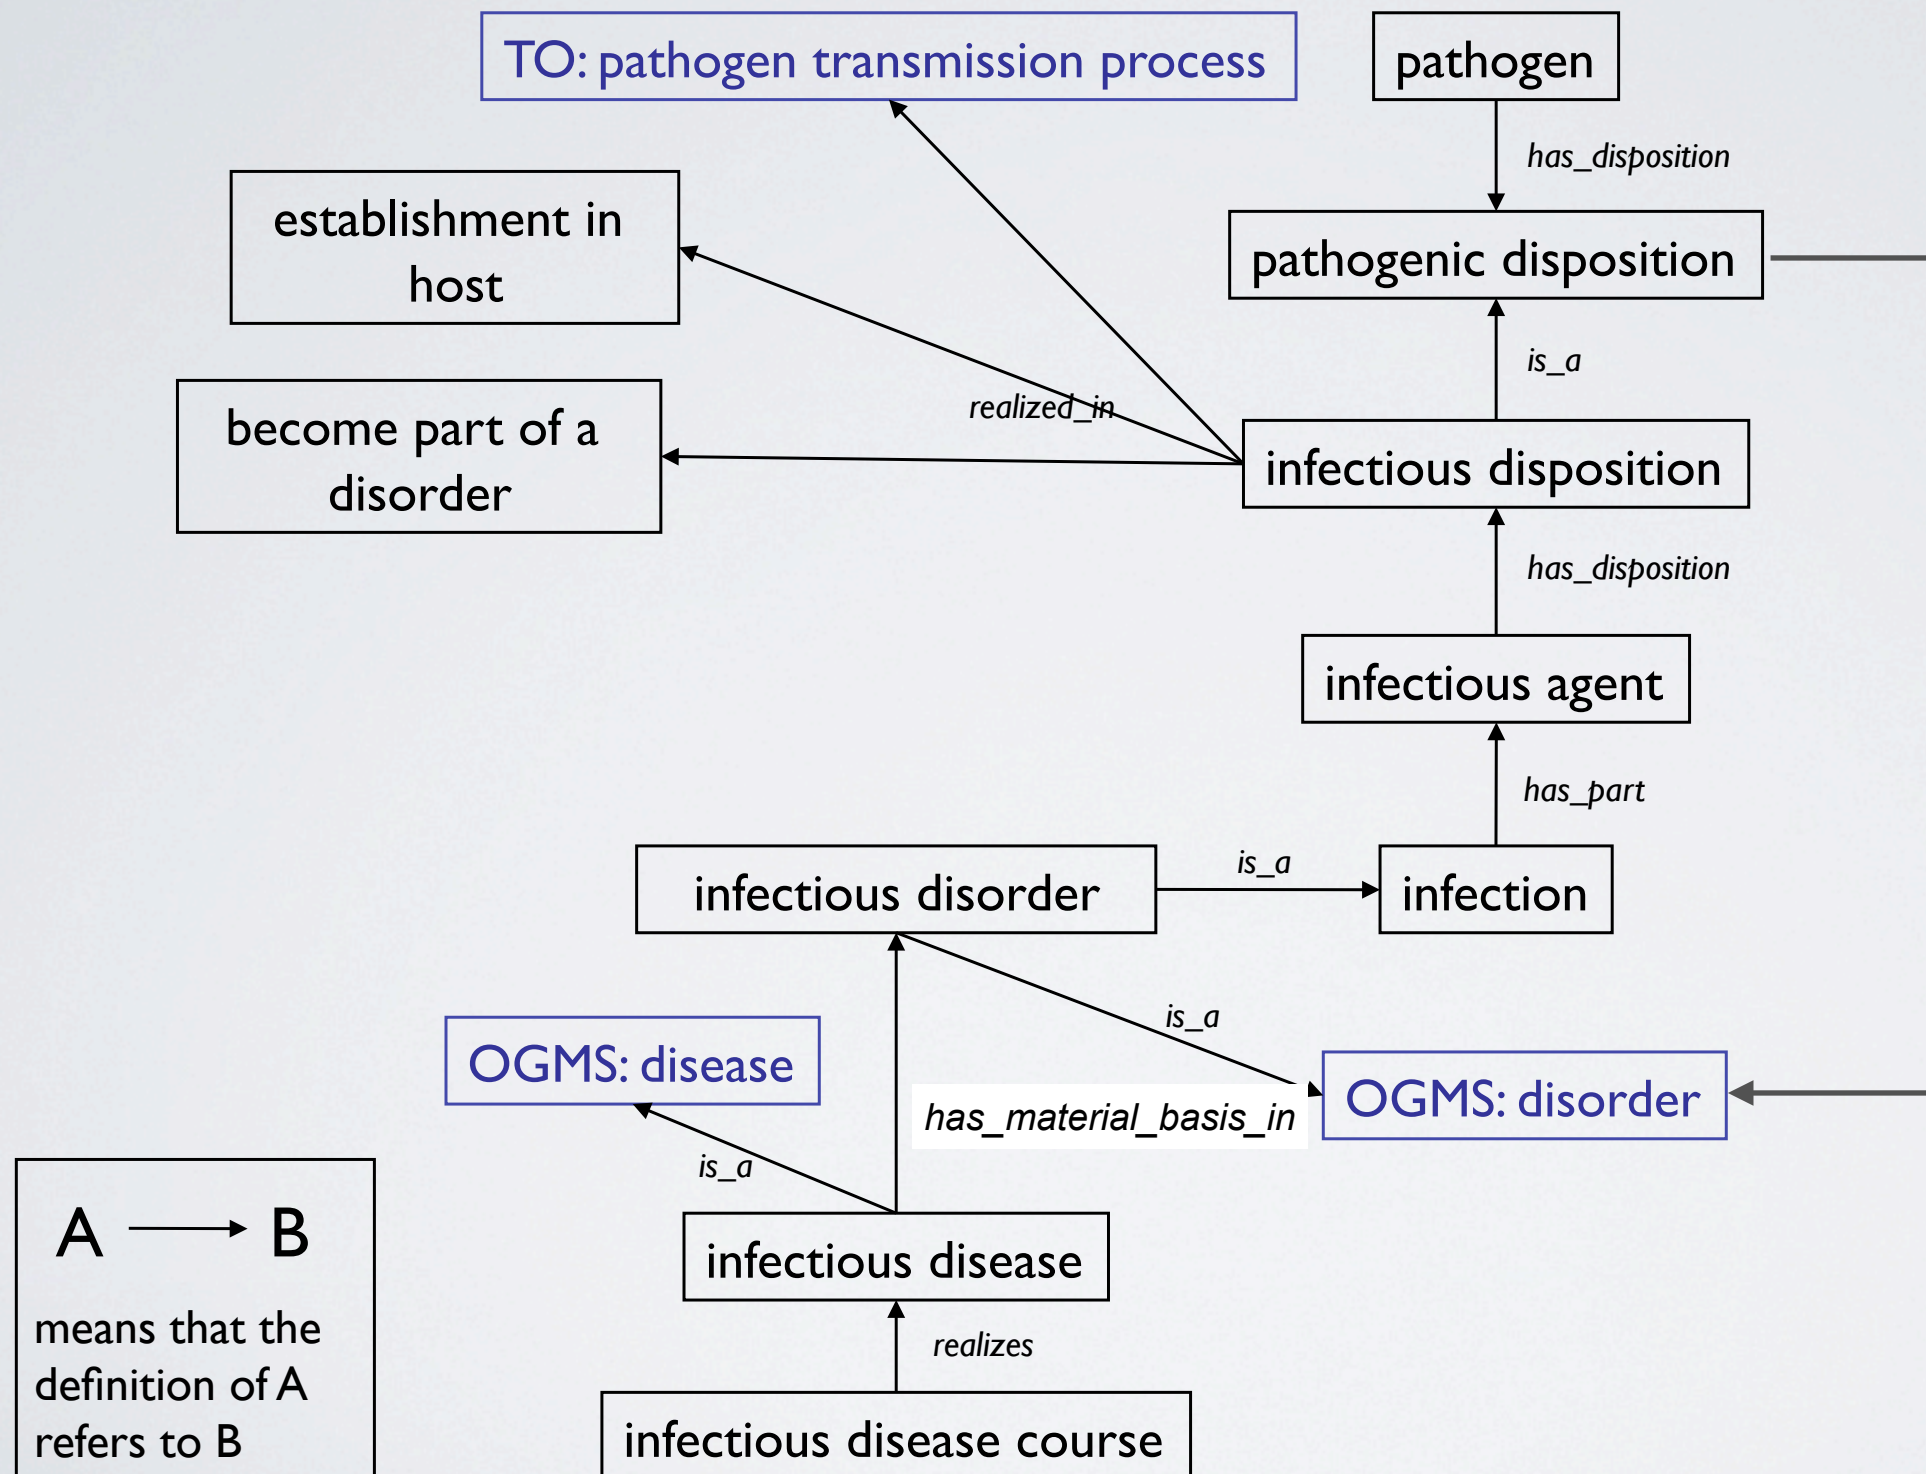 TO: pathogen transmission process
pathogen
has_disposition
establishment in
host
pathogenic disposition
is_a
become part of a
disorder
realized_in
infectious disposition
has_disposition
infectious agent
has_part
infectious disorder
is_a
infection
is_a
OGMS: disease
has_material_basis_in
OGMS: disorder
is_a
infectious disease
realizes
infectious disease course
A B
means that the
definition of A
refers to B